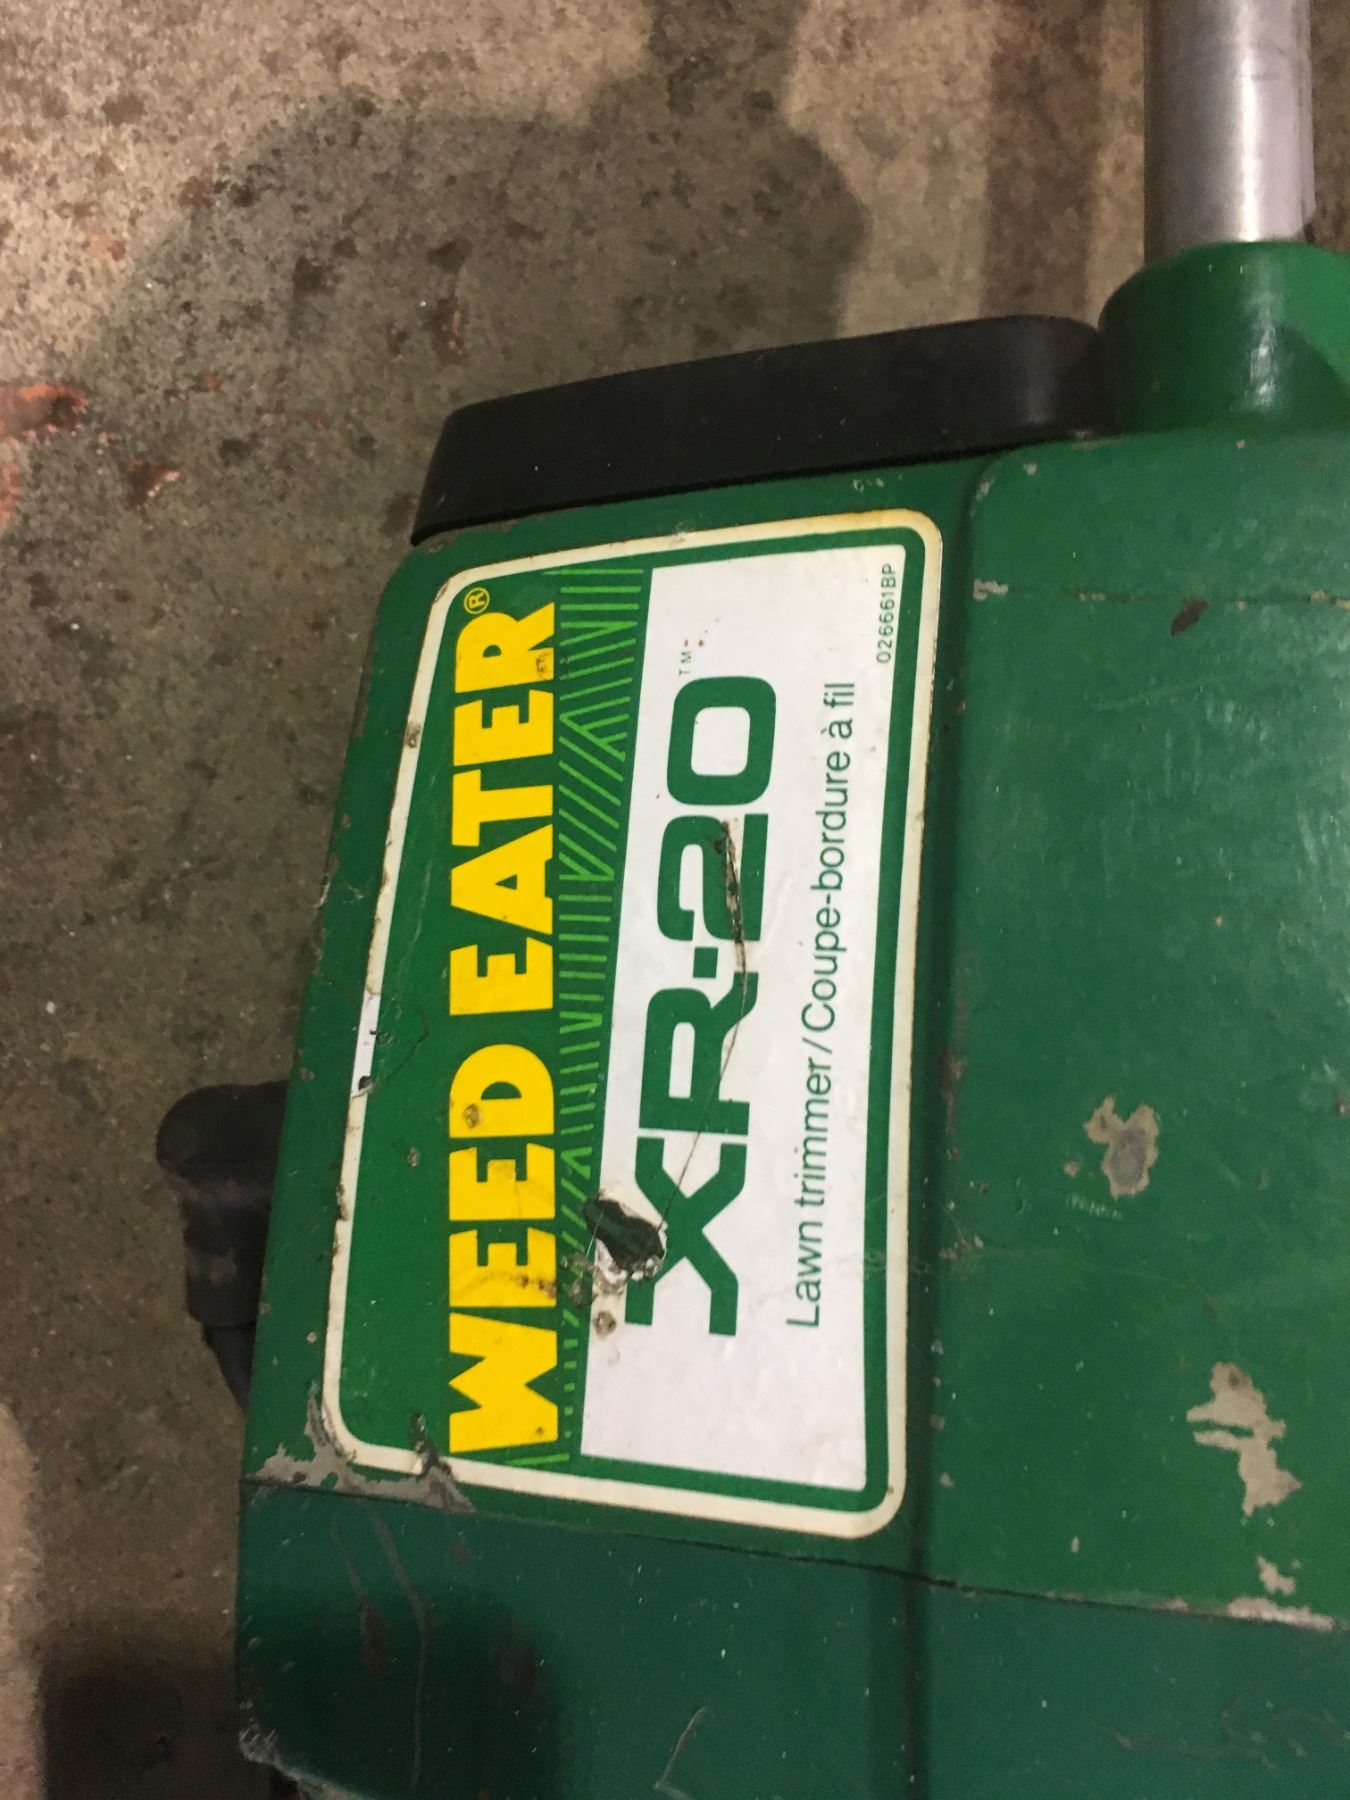 WEED EATER®
XR-20™
Lawn trimmer/Coupe-bordure à fil
026661BP